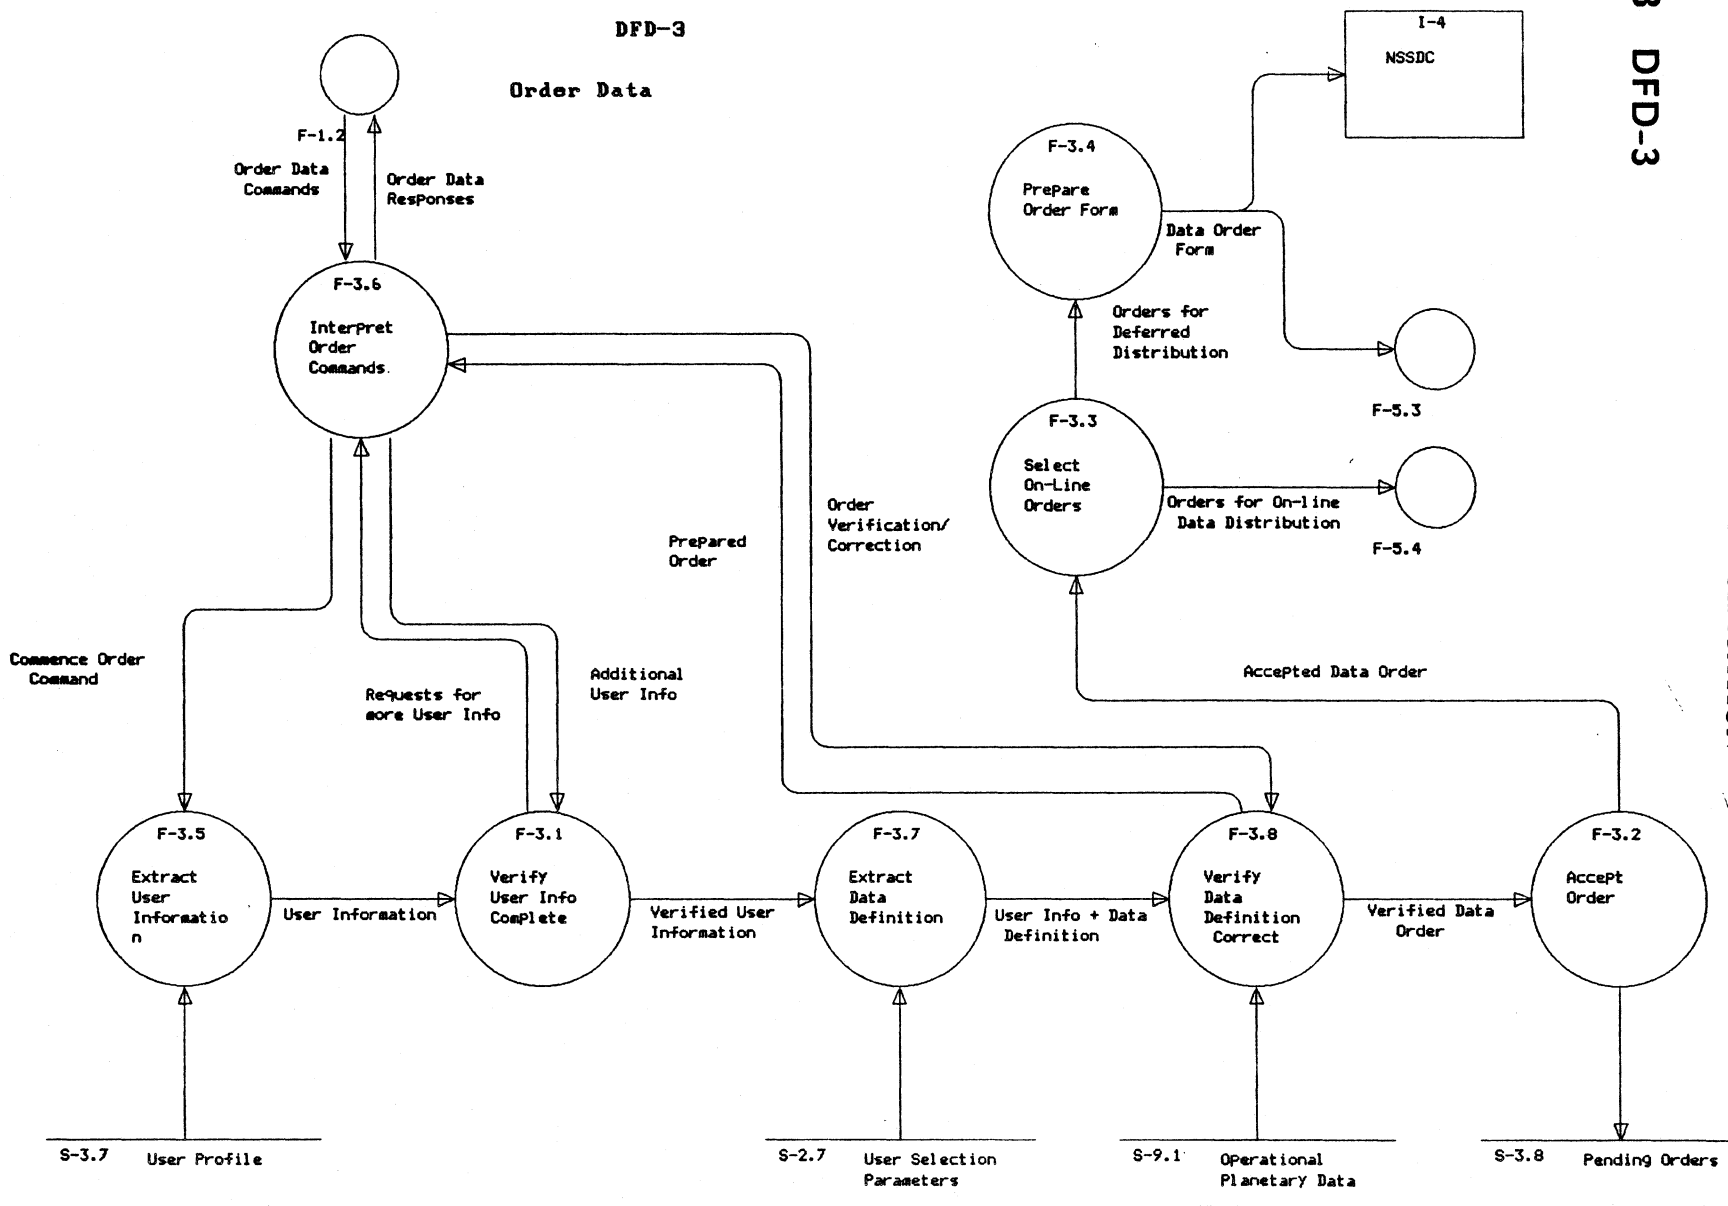 DFD-3
Order Data
I-4
NSSDC
DFD-3
F-1.2
Order Data
Commands
Order Data
Responses
F-3.4
Prepare
Order Form
Data Order
Form
F-3.6
Interpret
Order
Commands.
Orders for
Deferred
Distribution
F-5.3
F-3.3
Select
On-Line
Orders
Orders for On-line
Data Distribution
F-5.4
Order
Verification/
Correction
Prepared
Order
Commence Order
Command
Requests for
more User Info
Additional
User Info
Accepted Data Order
F-3.5
Extract
User
Informatio
n
User Information
F-3.1
Verify
User Info
Complete
Verified User
Information
F-3.7
Extract
Data
Definition
User Info + Data
Definition
F-3.8
Verify
Data
Definition
Correct
Verified Data
Order
F-3.2
Accept
Order
S-3.7
User Profile
S-2.7
User Selection
Parameters
S-9.1
Operational
Planetary Data
S-3.8
Pending Orders